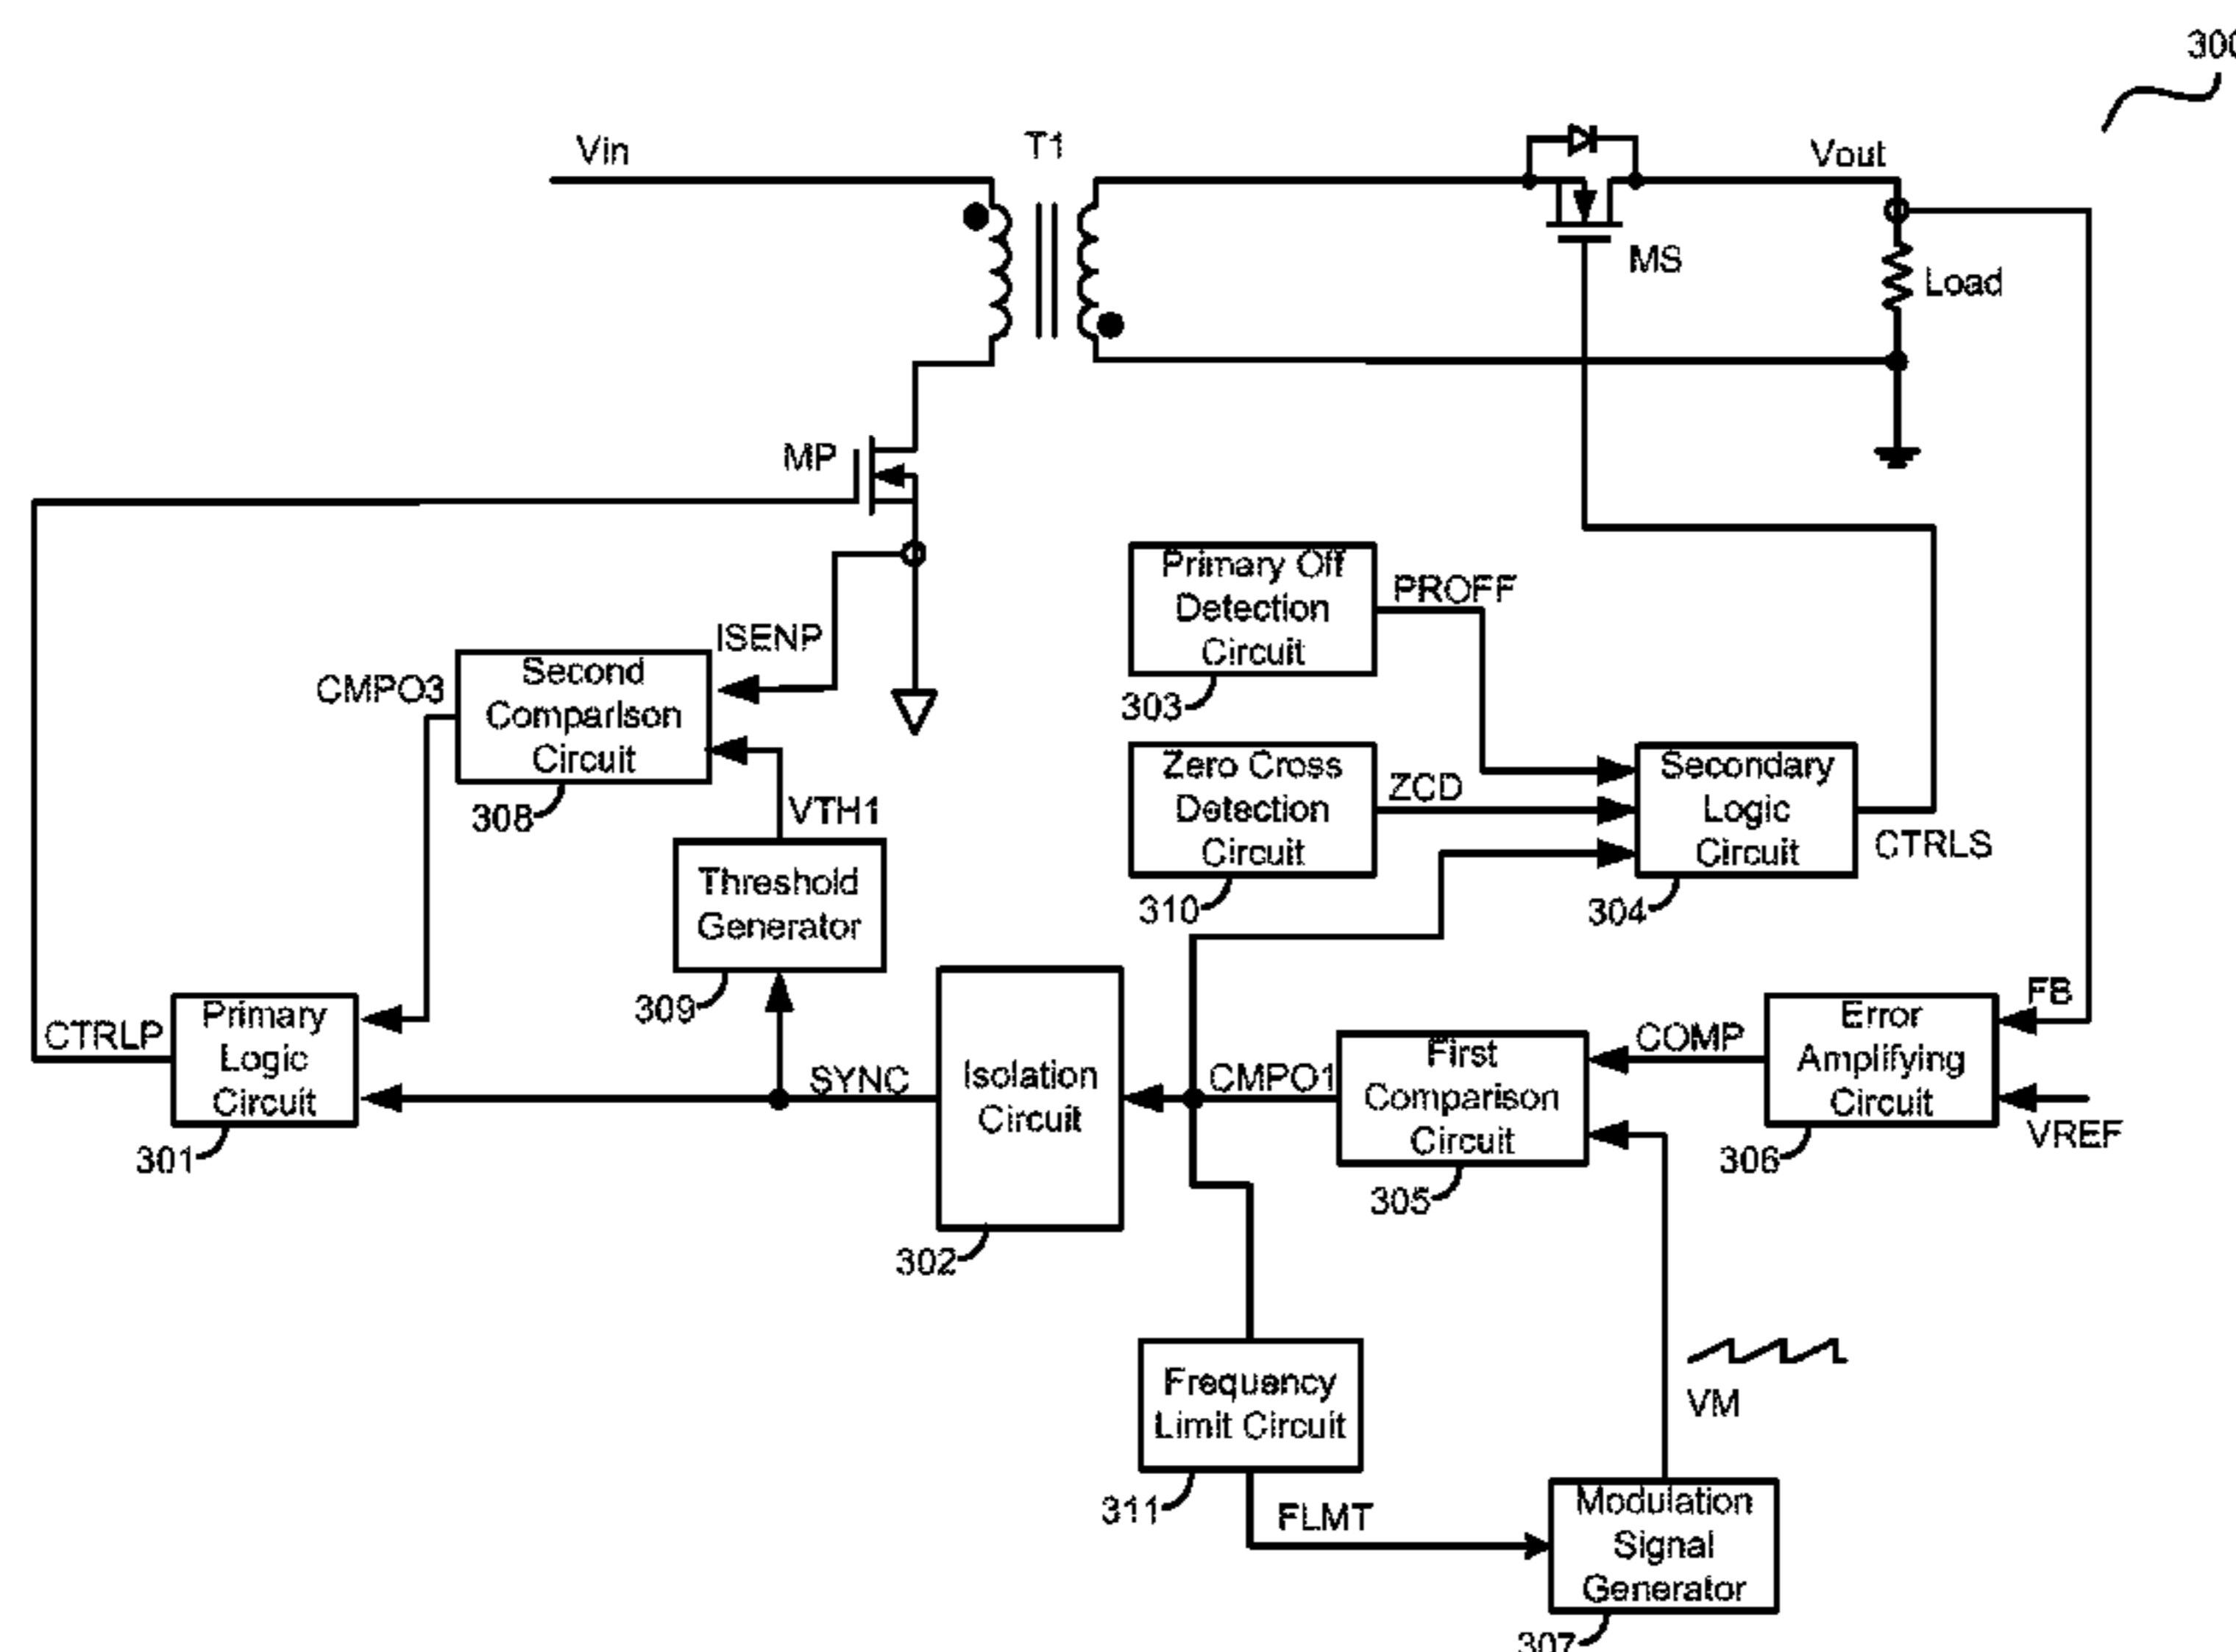 300
Vin
T1
Vout
MS
Load
MP
Primary Off
Detection
Circuit
PROFF
303
ISENP
Second
Comparison
Circuit
CMPO3
308
Zero Cross
Detection
Circuit
ZCD
310
Secondary
Logic
Circuit
CTRLS
304
VTH1
Threshold
Generator
309
Primary
Logic
Circuit
CTRLP
301
SYNC
Isolation
Circuit
302
CMPO1
First
Comparison
Circuit
305
COMP
Error
Amplifying
Circuit
306
FB
VREF
Frequency
Limit Circuit
311
FLMT
VM
Modulation
Signal
Generator
307